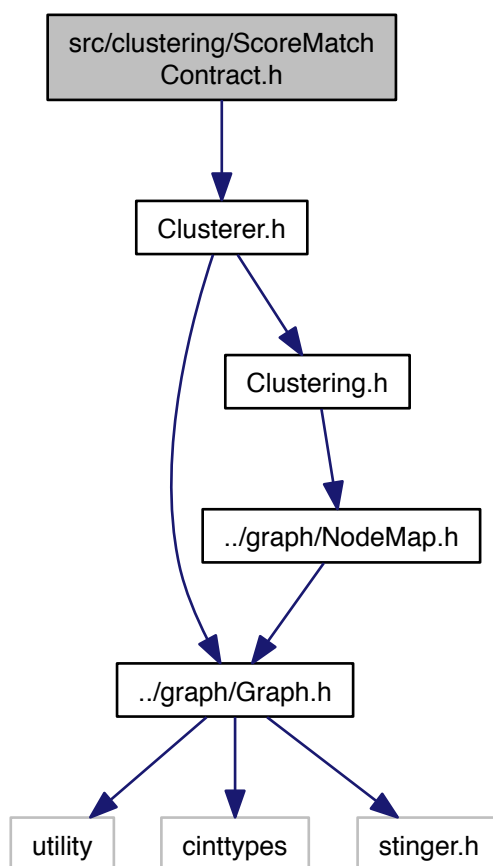 src/clustering/ScoreMatch
Contract.h
Clusterer.h
Clustering.h
../graph/NodeMap.h
../graph/Graph.h
utility
cinttypes
stinger.h